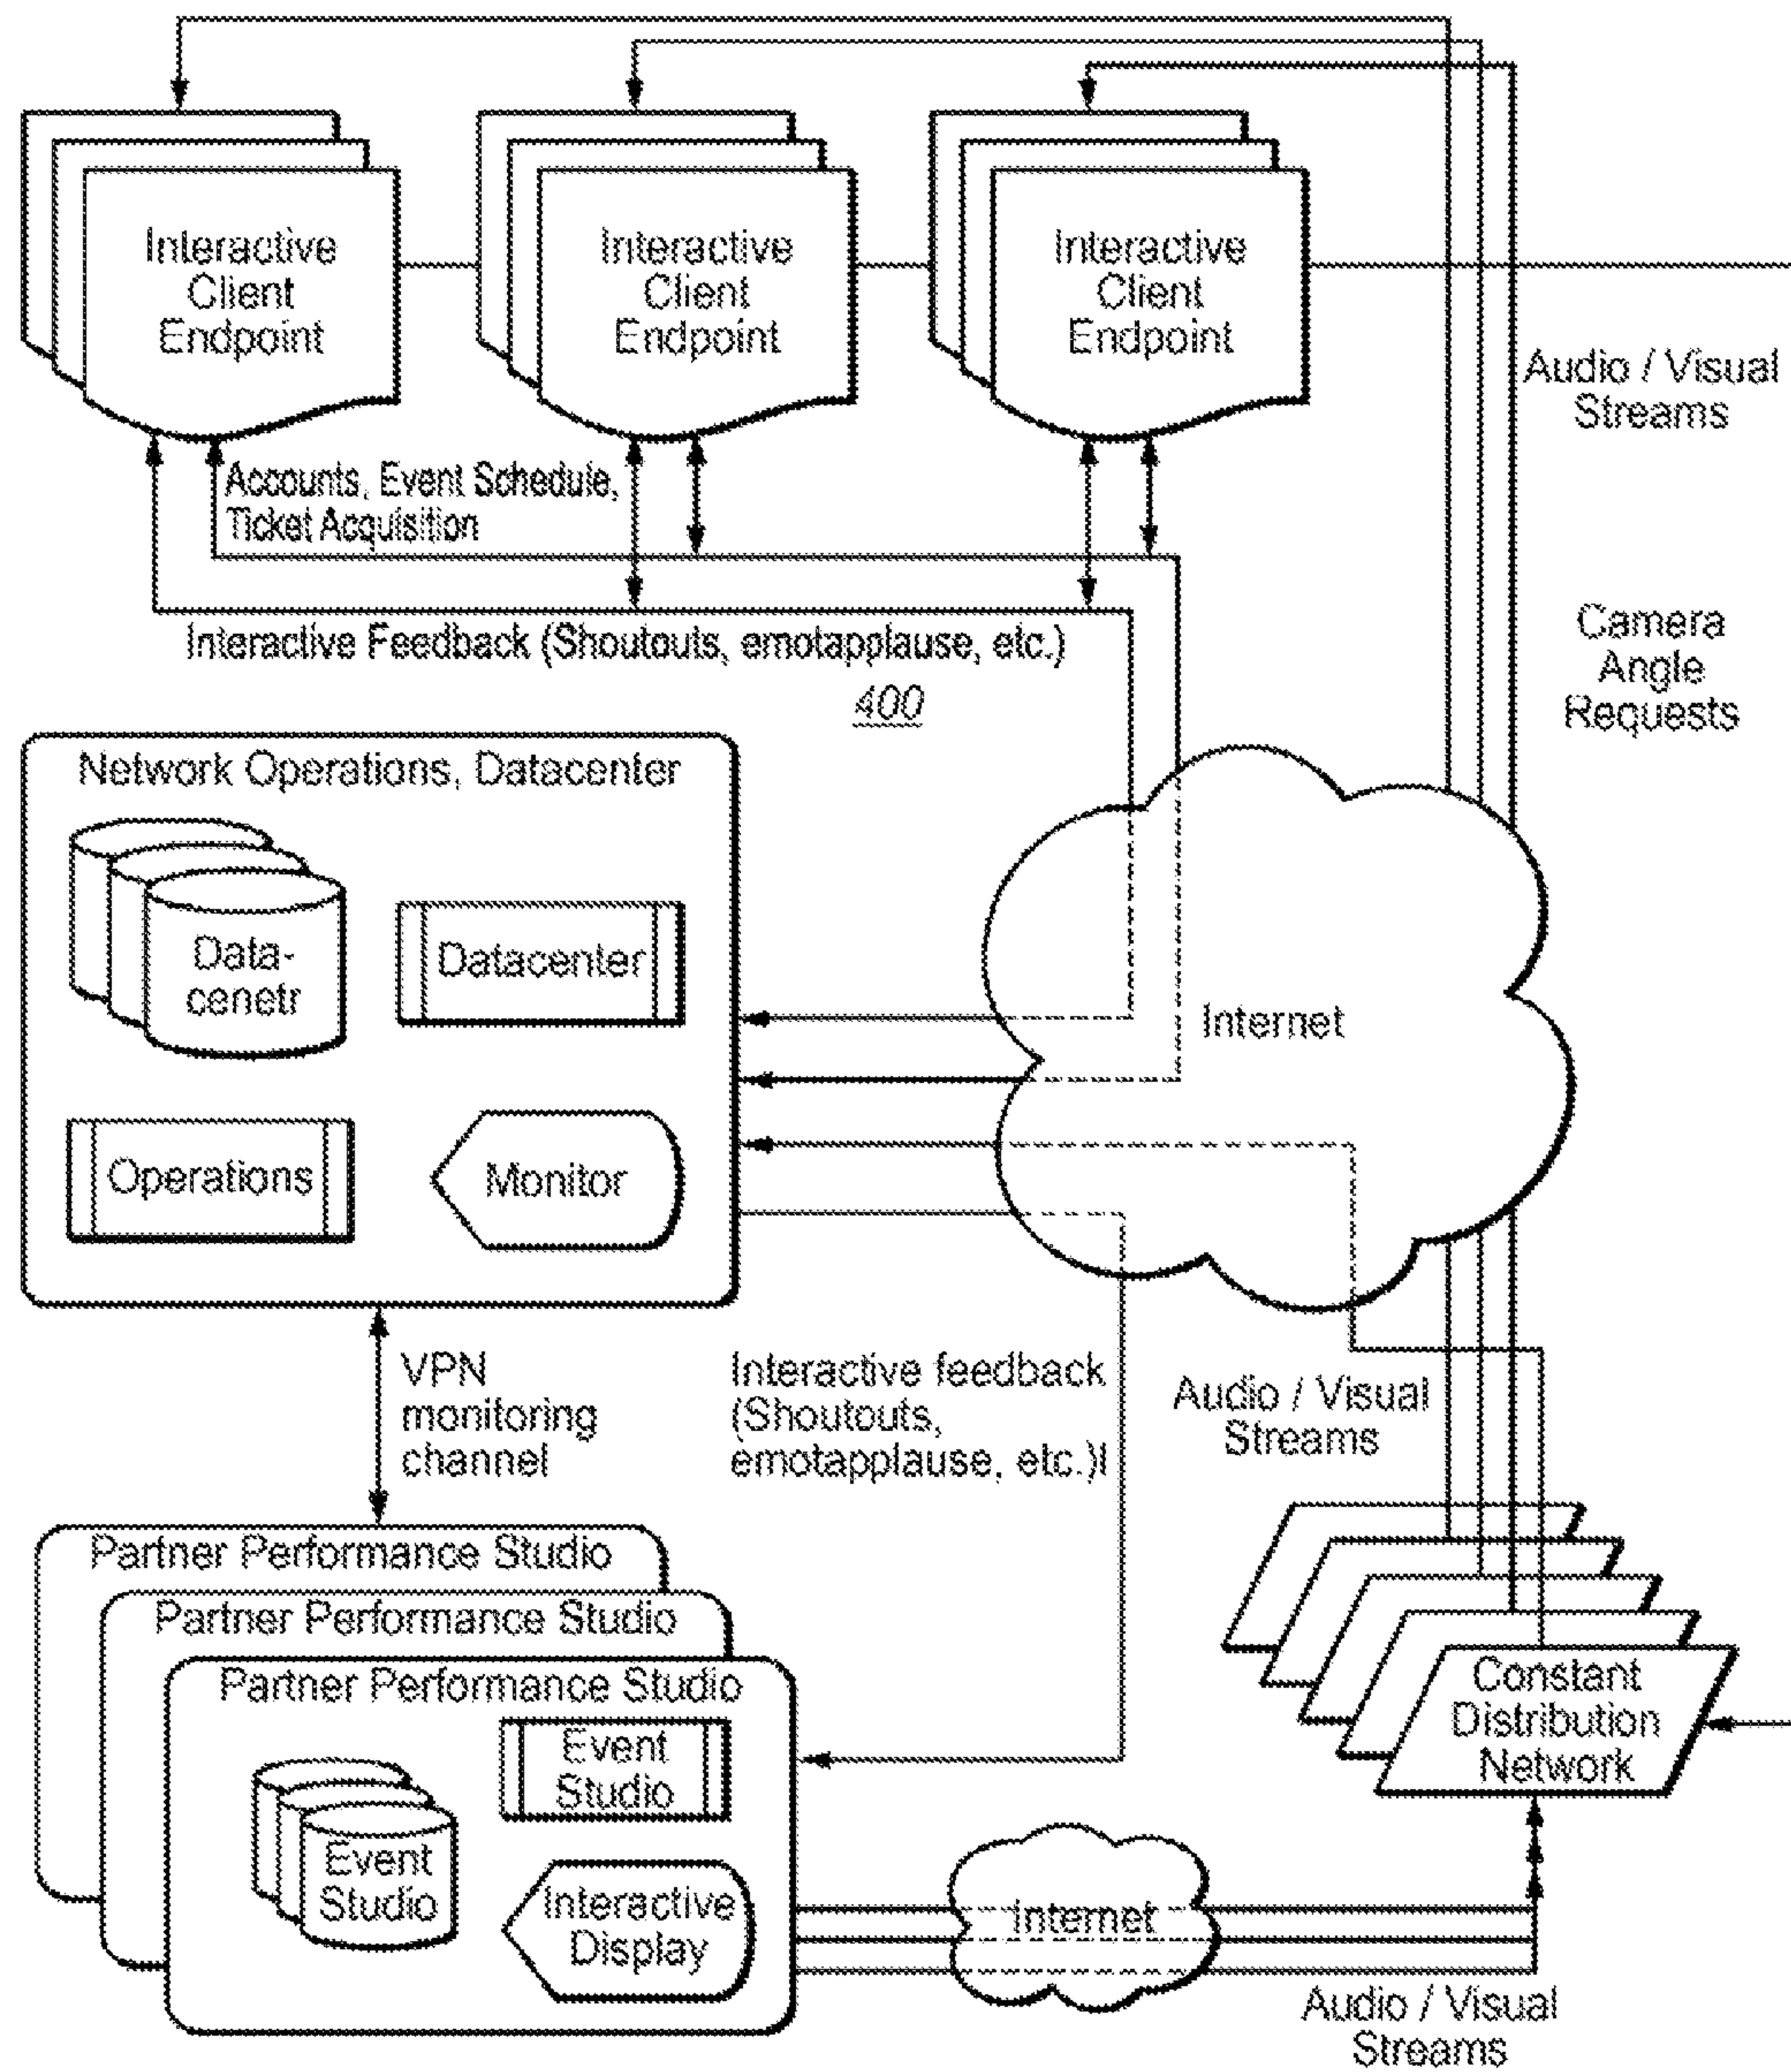 Interactive
Client
Endpoint
Interactive
Client
Endpoint
Interactive
Client
Endpoint
Audio / Visual
Streams
Accounts, Event Schedule,
Ticket Acquisition
Interactive Feedback (Shoutouts, emotapplause, etc.)
400
Camera
Angle
Requests
Network Operations, Datacenter
Data-
cenetr
Datacenter
Operations
Monitor
Internet
VPN
monitoring
channel
Interactive feedback
(Shoutouts,
emotapplause, etc.)l
Audio / Visual
Streams
Partner Performance Studio
Partner Performance Studio
Partner Performance Studio
Event
Studio
Event
Studio
Interactive
Display
Internet
Constant
Distribution
Network
Audio / Visual
Streams